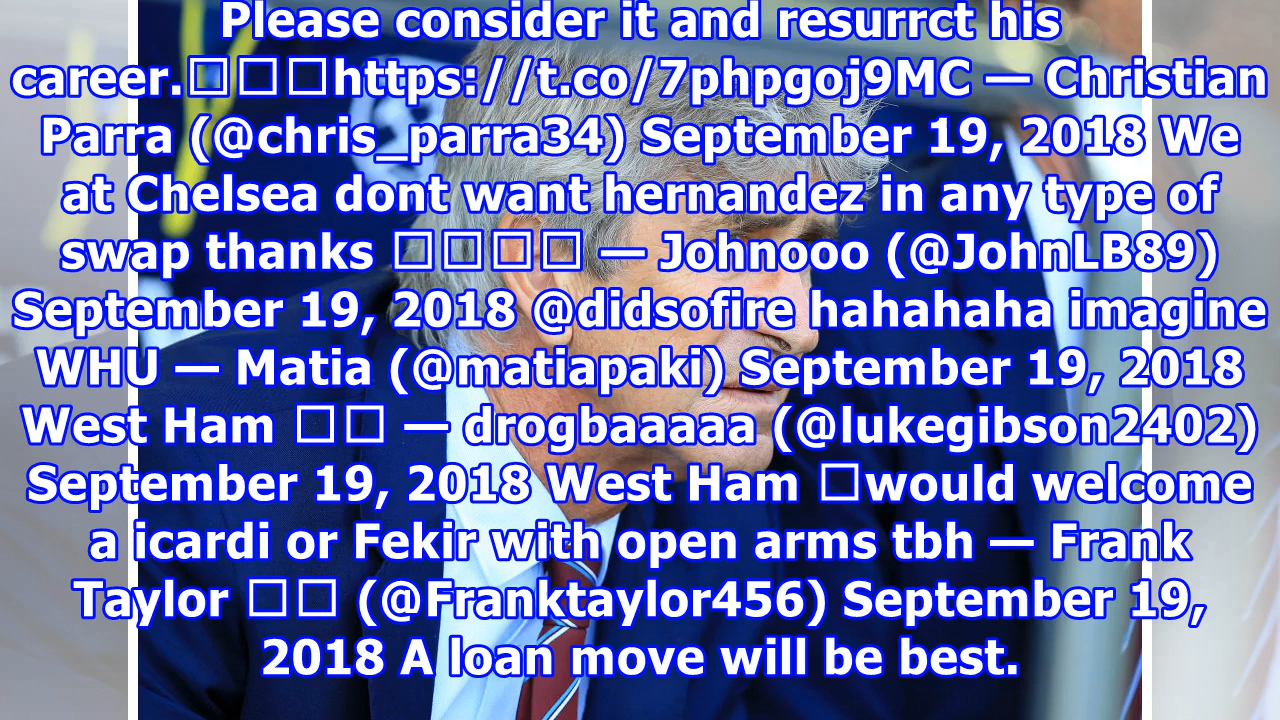 Please consider it and resurrct his
career.□□□https://t.co/7phpgoj9MC — Christian
Parra (@chris_parra34) September 19, 2018 We
at Chelsea dont want hernandez in any type of
swap thanks □□□□ — Johnooo (@JohnLB89)
September 19, 2018 @didsofire hahahaha imagine
WHU — Matia (@matiapaki) September 19, 2018
West Ham □□ — drogbaaaaa (@lukegibson2402)
September 19, 2018 West Ham □would welcome
a icardi or Fekir with open arms tbh — Frank
Taylor □□ (@Franktaylor456) September 19,
2018 A loan move will be best.